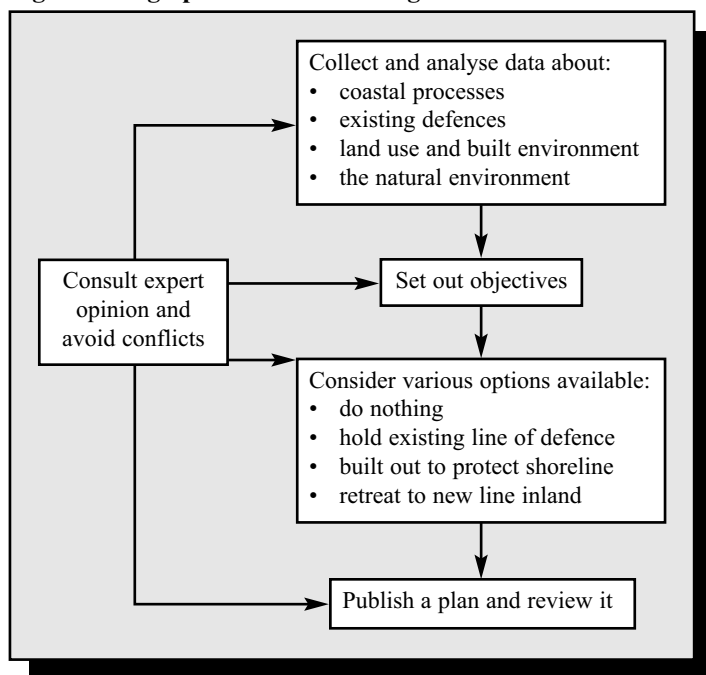 Collect and analyse data about:
• coastal processes
• existing defences
• land use and built environment
• the natural environment
Consult expert
opinion and
avoid conflicts
Set out objectives
Consider various options available:
• do nothing
• hold existing line of defence
• built out to protect shoreline
• retreat to new line inland
Publish a plan and review it